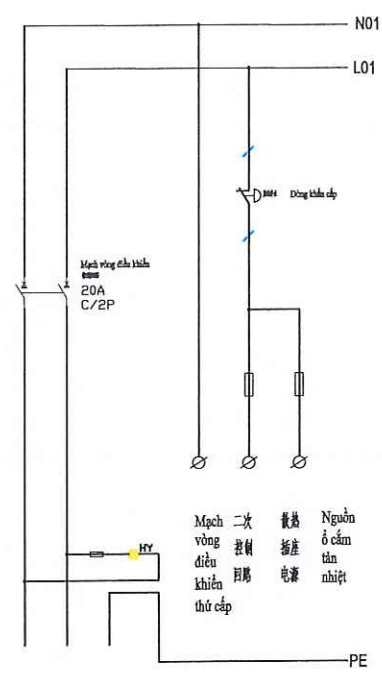 N01
L01
Dòng khẩn cấp
Mạch vòng điều khiển
20A
C/2P
HY
Mạch vòng điều khiển thứ cấp
二次
控制
回路
散热
插座
电源
Nguồn ổ cắm tản nhiệt
PE